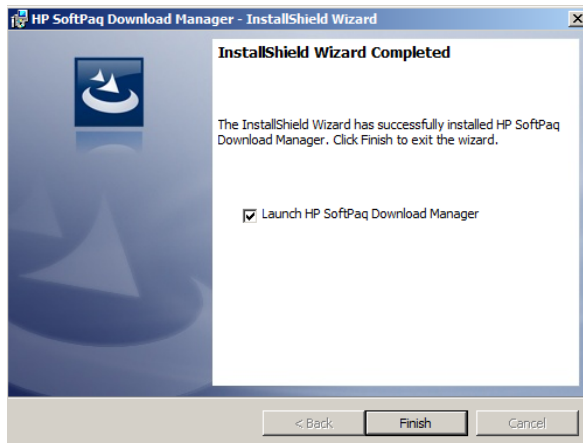 HP SoftPaq Download Manager - InstallShield Wizard
InstallShield Wizard Completed
The InstallShield Wizard has successfully installed HP SoftPaq
Download Manager. Click Finish to exit the wizard.
Launch HP SoftPaq Download Manager
< Back Finish Cancel